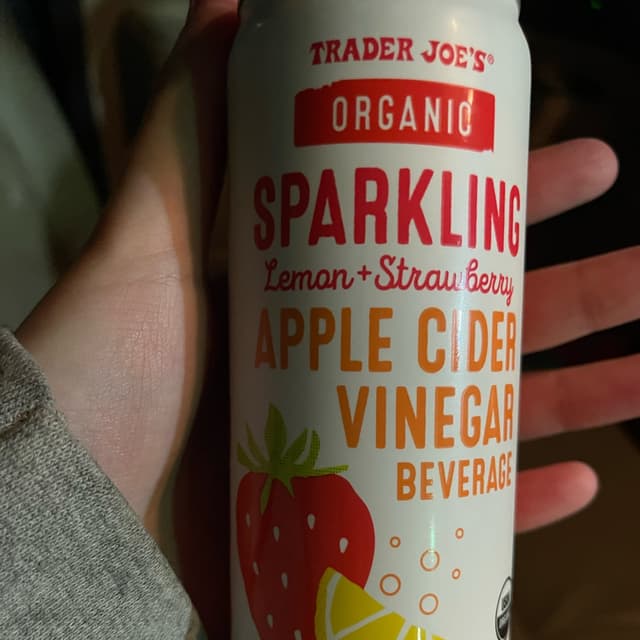 TRADER JOE'S®
ORGANIC
SPARKLING
Lemon + Strawberry
APPLE CIDER
VINEGAR
BEVERAGE